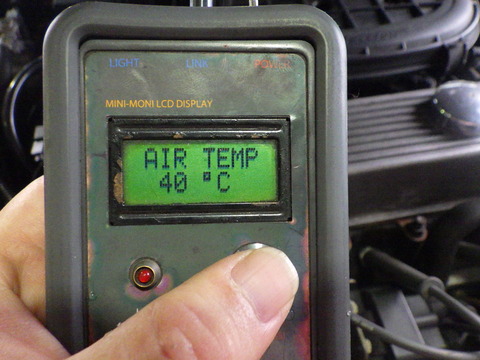 LIGHT LINK
MINI-MONI LCD DISPLAY
AIR TEMP
40 °C